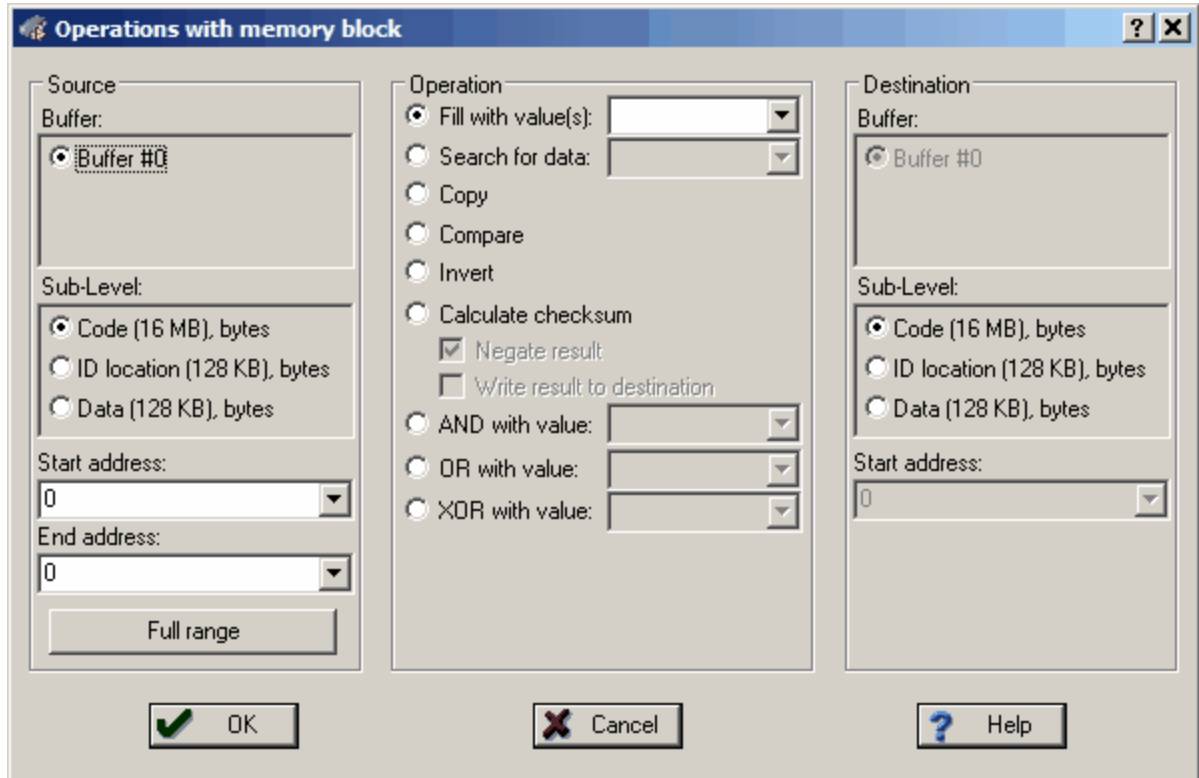 Operations with memory block
Source
Buffer:
Buffer #0
Sub-Level:
Code (16 MB), bytes
ID location (128 KB), bytes
Data (128 KB), bytes
Start address:
0
End address:
0
Full range
Operation
Fill with value(s):
Search for data:
Copy
Compare
Invert
Calculate checksum
Negate result
Write result to destination
AND with value:
OR with value:
XOR with value:
Destination
Buffer:
Buffer #0
Sub-Level:
Code (16 MB), bytes
ID location (128 KB), bytes
Data (128 KB), bytes
Start address:
0
OK
Cancel
Help